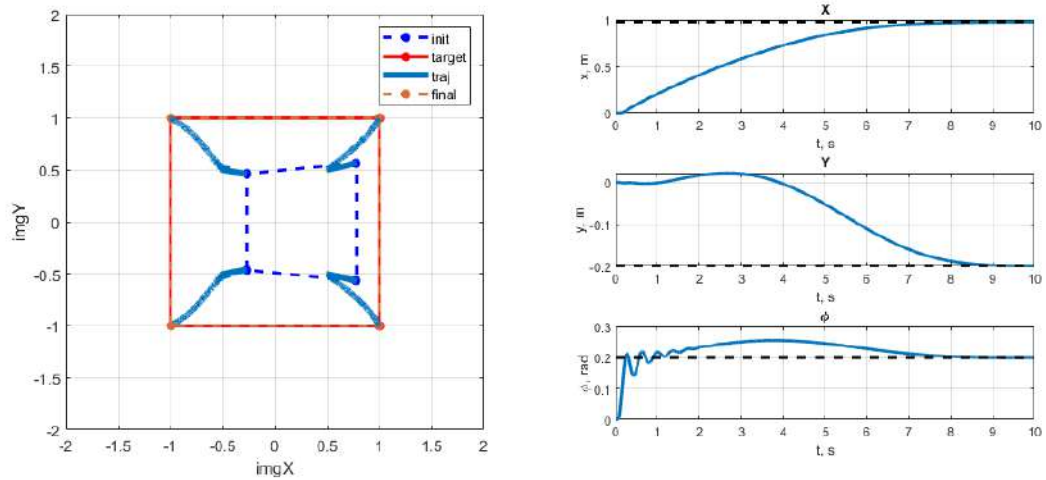 2
1.5
1
0.5
0
-0.5
-1
-1.5
-2
imgY
-2
-1.5
-1
-0.5
0
0.5
1
1.5
2
imgX
init
target
traj
final
X
1
0.5
0
x, m
0 1 2 3 4 5 6 7 8 9 10
t, s
Y
0
-0.1
-0.2
y, m
0 1 2 3 4 5 6 7 8 9 10
t, s
ϕ
0.3
0.2
0.1
0
ϕ, rad
0 1 2 3 4 5 6 7 8 9 10
t, s